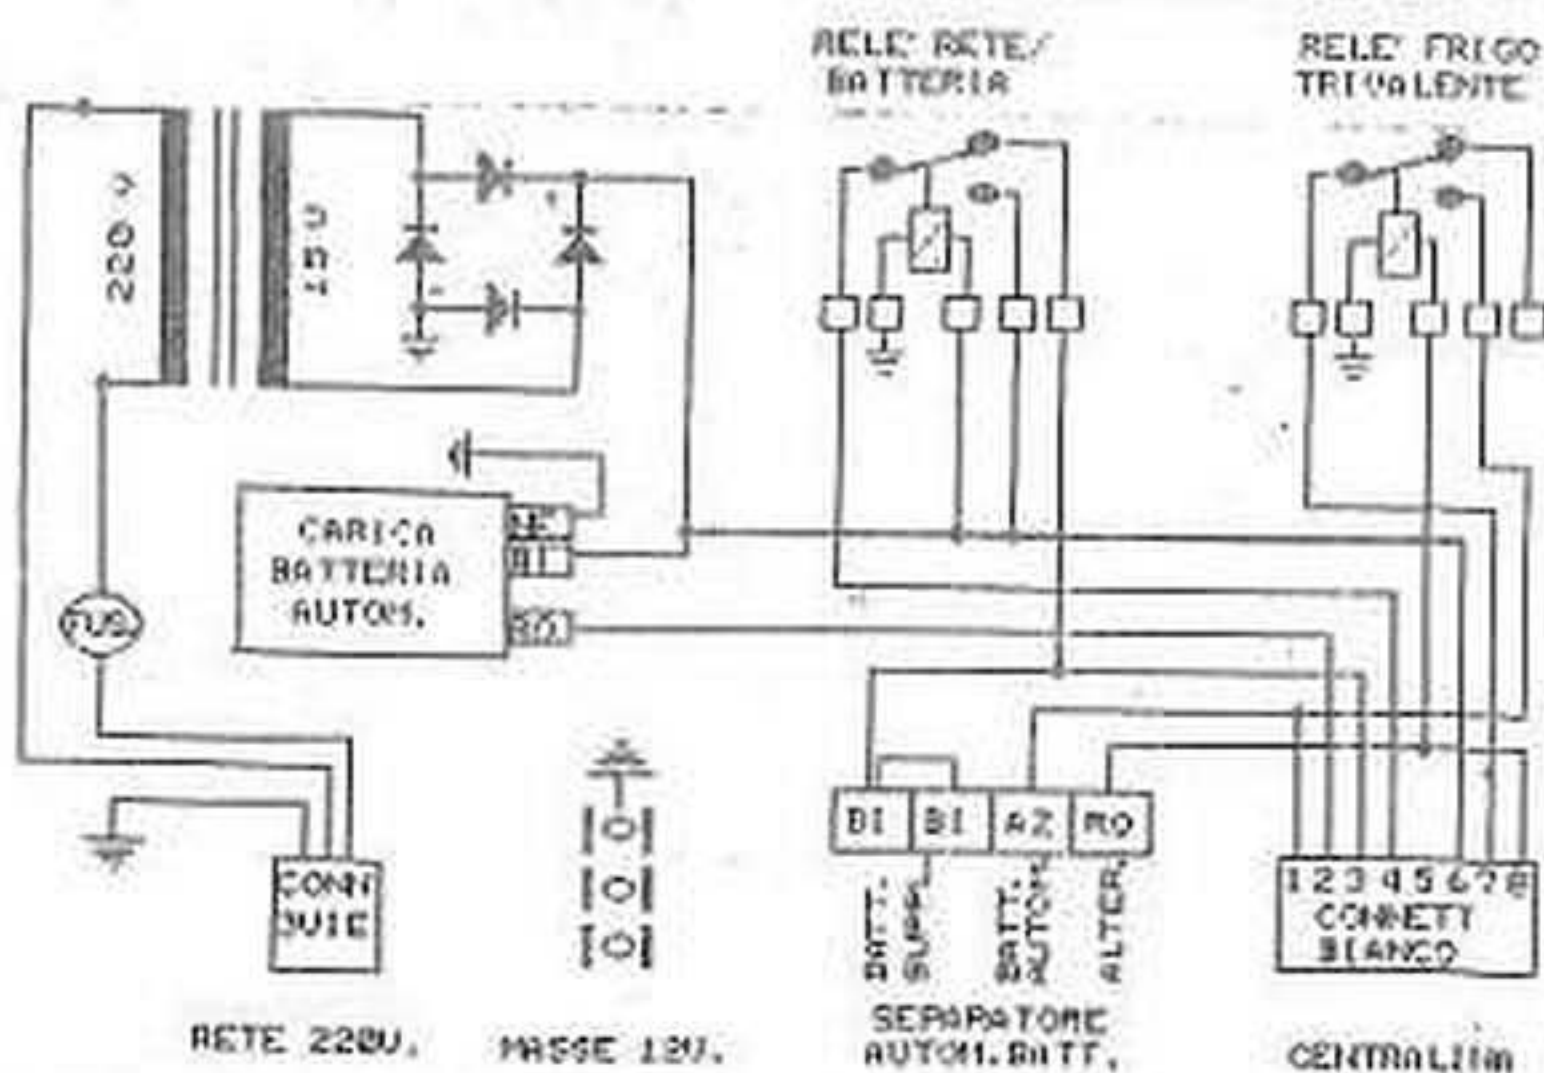 RELE' RETE/
BATTERIA
RELE' FRIGO
TRIVALENTE
220 V
15 V
CARICA
BATTERIA
AUTOM.
BI
FUS.
BI BI AZ RO
1 2 3 4 5 6 7 8
CONN
3VIE
CONNETT
BIANCO
BATT.
SUPP.
BATT.
AUTOM.
ALTER.
SEPARATORE
AUTOM.BATT.
RETE 220V.
MASSE 12V.
CENTRALINA